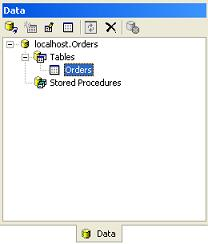 Data
localhost.Orders
Tables
Orders
Stored Procedures
Data